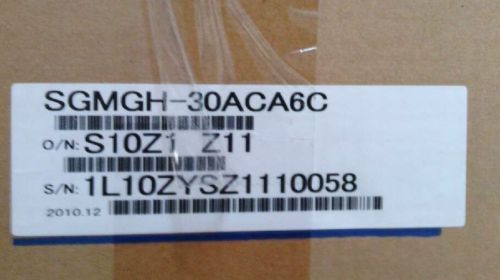 SGMGH-30ACA6C
O/N: S10Z1 Z11
S/N: 1L10ZYSZ1110058
2010.12